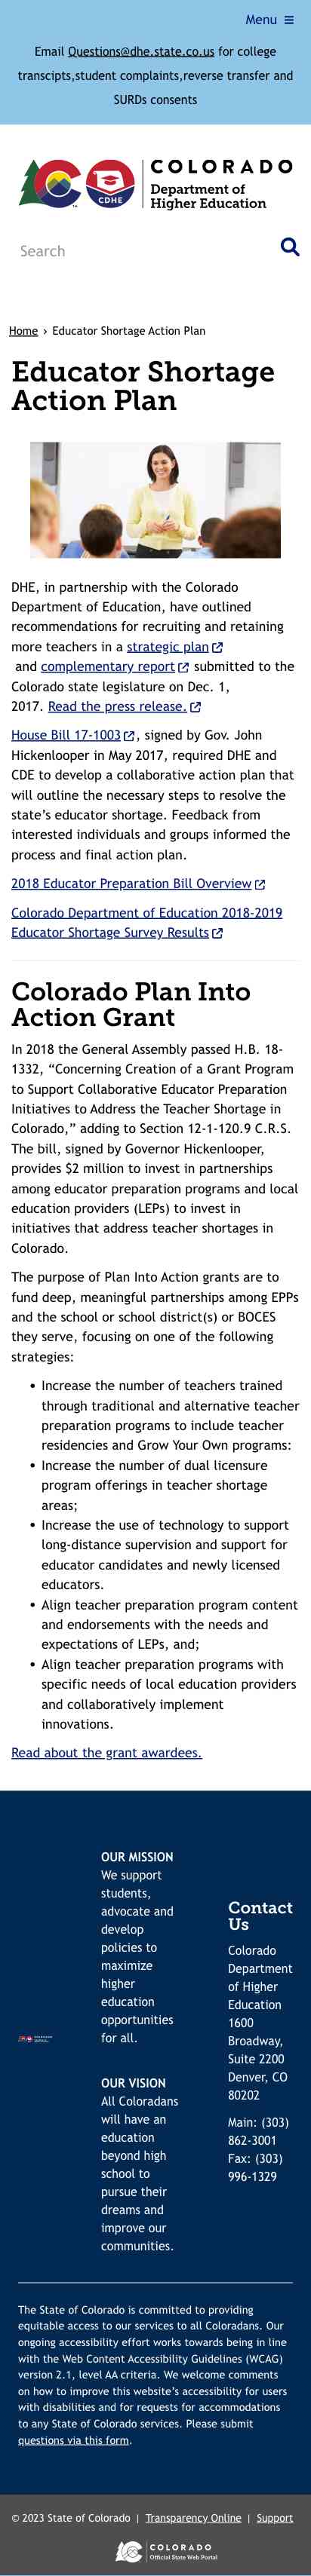 Menu ≡
Email Questions@dhe.state.co.us for college
transcipts,student complaints,reverse transfer and
SURDs consents
CO
CDHE
COLORADO
Department of
Higher Education
Search
Home › Educator Shortage Action Plan
Educator Shortage
Action Plan
DHE, in partnership with the Colorado
Department of Education, have outlined
recommendations for recruiting and retaining
more teachers in a strategic plan
and complementary report submitted to the
Colorado state legislature on Dec. 1,
2017. Read the press release.
House Bill 17-1003, signed by Gov. John
Hickenlooper in May 2017, required DHE and
CDE to develop a collaborative action plan that
will outline the necessary steps to resolve the
state’s educator shortage. Feedback from
interested individuals and groups informed the
process and final action plan.
2018 Educator Preparation Bill Overview
Colorado Department of Education 2018-2019
Educator Shortage Survey Results
Colorado Plan Into
Action Grant
In 2018 the General Assembly passed H.B. 18-
1332, “Concerning Creation of a Grant Program
to Support Collaborative Educator Preparation
Initiatives to Address the Teacher Shortage in
Colorado,” adding to Section 12-1-120.9 C.R.S.
The bill, signed by Governor Hickenlooper,
provides $2 million to invest in partnerships
among educator preparation programs and local
education providers (LEPs) to invest in
initiatives that address teacher shortages in
Colorado.
The purpose of Plan Into Action grants are to
fund deep, meaningful partnerships among EPPs
and school or school district(s) or BOCES
they serve, focusing on one of the following
strategies:
• Increase the number of teachers trained
through traditional and alternative teacher
preparation programs to include teacher
residencies and Grow Your Own programs:
• Increase the number of dual licensure
program offerings in teacher shortage
areas;
• Increase the use of technology to support
long-distance supervision and support for
educator candidates and newly licensed
educators.
• Align teacher preparation program content
and endorsements with the needs and
expectations of LEPs, and;
• Align teacher preparation programs with
specific needs of local education providers
and collaboratively implement
innovations.
Read about the grant awardees.
OUR MISSION
We support
students,
advocate and
develop
policies to
maximize
higher
education
opportunities
for all.
OUR VISION
All Coloradans
will have an
education
beyond high
school to
pursue their
dreams and
improve our
communities.
Contact
Us
Colorado
Department
of Higher
Education
1600
Broadway,
Suite 2200
Denver, CO
80202
Main: (303)
862-3001
Fax: (303)
996-1329
The State of Colorado is committed to providing
equitable access to our services to all Coloradans. Our
ongoing accessibility effort works towards being in line
with the Web Content Accessibility Guidelines (WCAG)
version 2.1, level AA criteria. We welcome comments
on how to improve this website’s accessibility for users
with disabilities and for requests for accommodations
to any State of Colorado services. Please submit
questions via this form.
© 2023 State of Colorado | Transparency Online | Support
COLORADO
Official State Web Portal